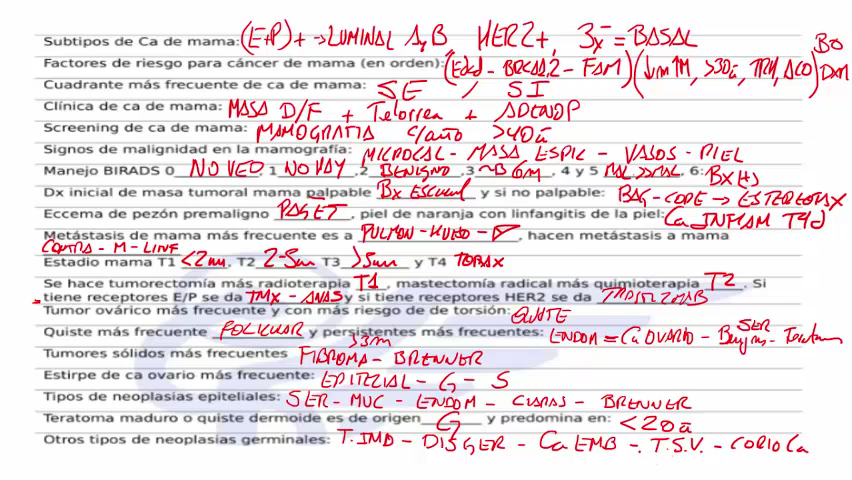 Subtipos de Ca de mama: (E+P)+ → LUMINAL A y B HER2+, 3x- = BASAL
Factores de riesgo para cáncer de mama (en orden): (Edad - BRCA1,2 - FAM) ( >30a, TRH, ACO) BO
Cuadrante más frecuente de ca de mama: SE, SI
Clínica de ca de mama: MASA D/F + Telorrea + ADENOP
Screening de ca de mama: MAMOGRAFIA c/año >40a
Signos de malignidad en la mamografía: MICROCAL - MASA ESPIC - VASOS - PIEL
Manejo BIRADS 0 NO VEO, 1 NO HAY, 2 BENIGNO, 3 ~B 6m, 4 y 5 MAL, 6: BX(+)
Dx inicial de masa tumoral mama palpable BX ESCISIONAL y si no palpable: BAG - CORE → ESTEREOTAX
Eccema de pezón premaligno PAGET, piel de naranja con linfangitis de la piel: Ca INFLAM T4d
Metástasis de mama más frecuente es a PULMON - HUESO - , hacen metástasis a mama
CONTRA - M - LINF
Estadio mama T1 <2cm, T2 2-5cm T3 >5cm y T4 TORAX
Se hace tumorectomía más radioterapia T1, mastectomía radical más quimioterapia T2. Si
tiene receptores E/P se da TMX - ANAS y si tiene receptores HER2 se da TRASTUZUMAB
Tumor ovárico más frecuente y con más riesgo de de torsión: QUISTE
Quiste más frecuente FOLICULAR y persistentes más frecuentes: ENDOM = Ca OVARIO - Benigno - SER Teratoma
>3cm
Tumores sólidos más frecuentes FIBROMA - BRENNER
Estirpe de ca ovario más frecuente: EPITELIAL - G - S
Tipos de neoplasías epiteliales: SER - MUC - ENDOM - CLARAS - BRENNER
Teratoma maduro o quiste dermoide es de origen G y predomina en: <20a
Otros tipos de neoplasías germinales: T. INM - DISGER - Ca EMB - T.S.V. - CORIOCa